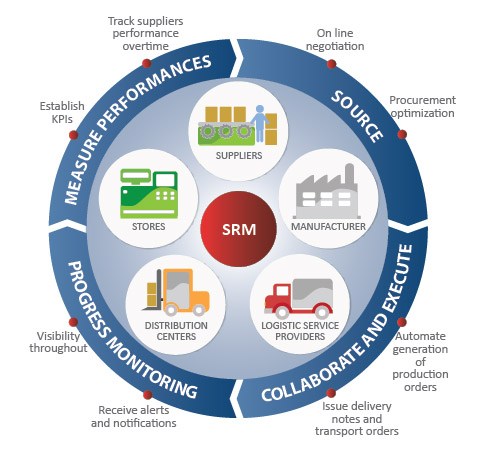 Track suppliers
performance
overtime
On line
negotiation
Establish
KPIs
Procurement
optimization
MEASURE PERFORMANCES
SOURCE
SUPPLIERS
STORES
MANUFACTURER
SRM
DISTRIBUTION
CENTERS
LOGISTIC SERVICE
PROVIDERS
PROGRESS MONITORING
COLLABORATE AND EXECUTE
Visibility
throughout
Automate
generation
of
production
orders
Receive alerts
and notifications
Issue delivery
notes and
transport orders